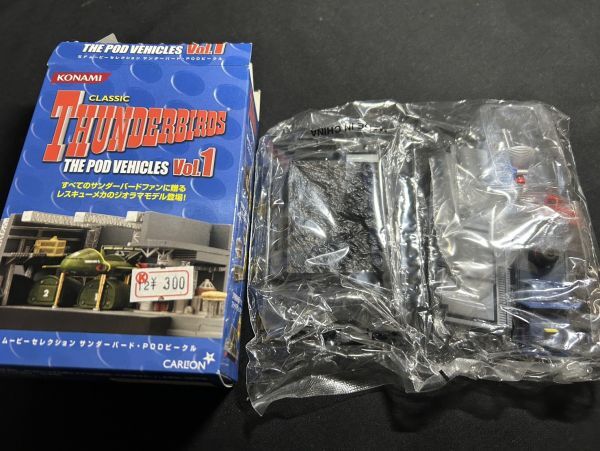 THE POD VEHICLES Vol.1
SFムービーセレクション サンダーバード・PODビークル
KONAMI
CLASSIC
THUNDERBIRDS
THE POD VEHICLES Vol.1
すべてのサンダーバードファンに贈る
レスキューメカのジオラマモデル登場!
2
¥ 300
ムービーセレクション サンダーバード・PODビークル
CARLTON
IN CHINA